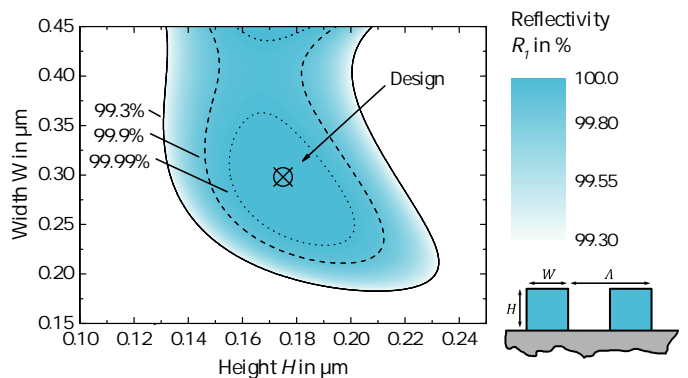 Reflectivity
R₁ in %
0.45
0.40
0.35
0.30
0.25
0.20
0.15
Width W in µm
99.3%
99.9%
99.99%
Design
100.0
99.80
99.55
99.30
0.10 0.12 0.14 0.16 0.18 0.20 0.22 0.24
Height H in µm
W Λ
H